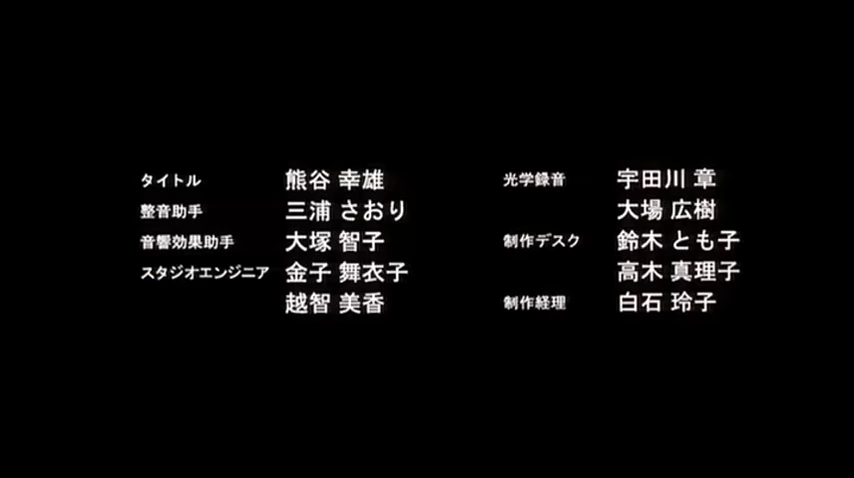 タイトル 熊谷 幸雄
整音助手 三浦 さおり
音響効果助手 大塚 智子
スタジオエンジニア 金子 舞衣子
越智 美香
光学録音 宇田川 章
大場 広樹
制作デスク 鈴木 とも子
高木 真理子
制作経理 白石 玲子